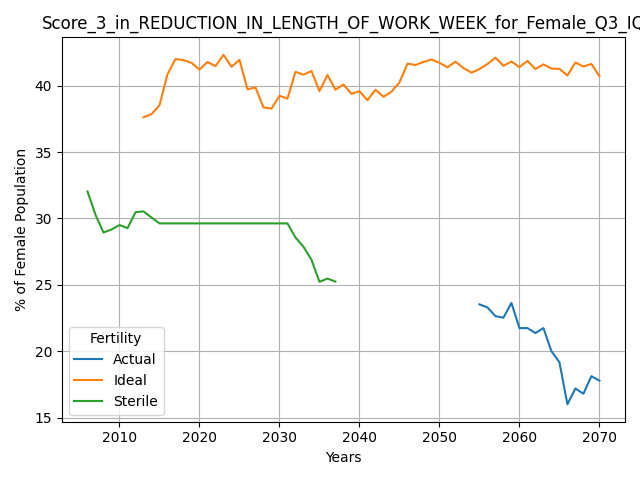 Score_3_in_REDUCTION_IN_LENGTH_OF_WORK_WEEK_for_Female_Q3_IQ
% of Female Population
40
35
30
25
20
15
Fertility
Actual
Ideal
Sterile
2010 2020 2030 2040 2050 2060 2070
Years